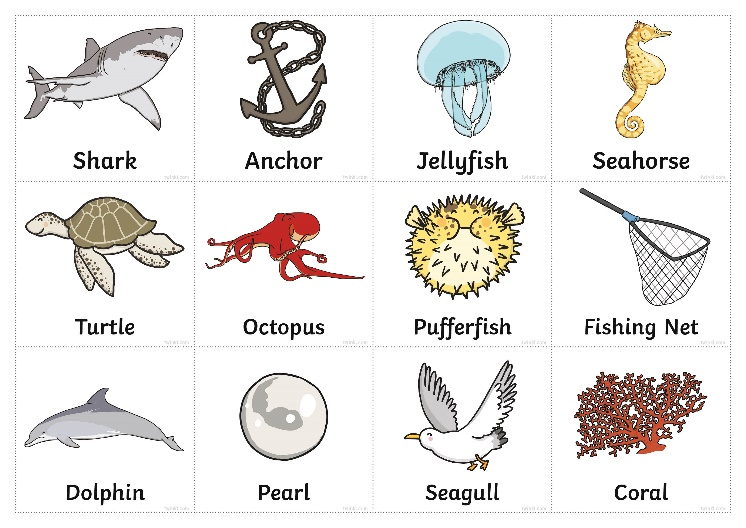 Shark Anchor Jellyfish Seahorse
Turtle Octopus Pufferfish Fishing Net
Dolphin Pearl Seagull Coral